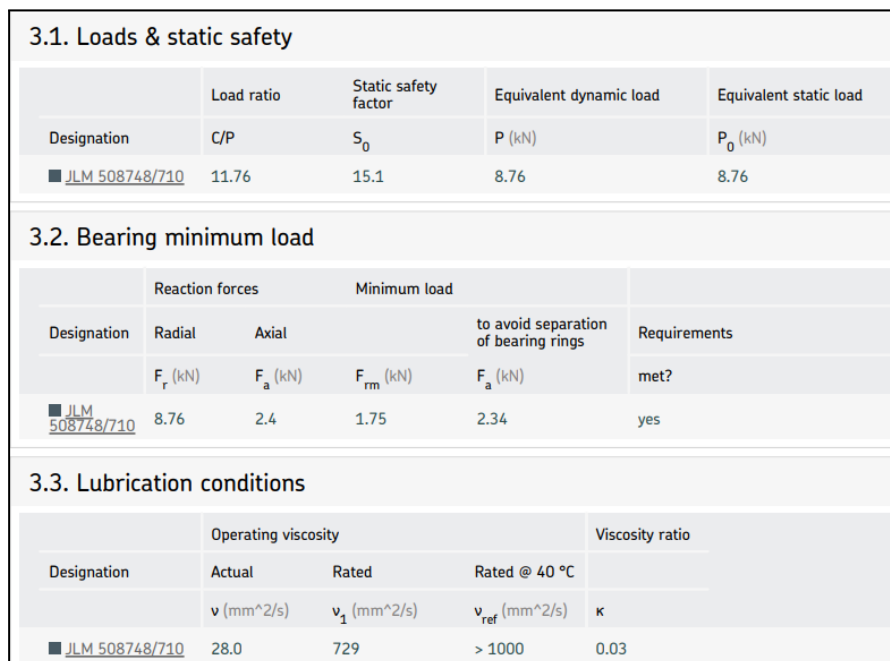 3.1. Loads & static safety
Load ratio Static safety factor Equivalent dynamic load Equivalent static load
Designation C/P S0 P (kN) P0 (kN)
JLM 508748/710 11.76 15.1 8.76 8.76
3.2. Bearing minimum load
Reaction forces Minimum load
Designation Radial Axial to avoid separation of bearing rings Requirements
Fr (kN) Fa (kN) Frm (kN) Fa (kN) met?
JLM 508748/710 8.76 2.4 1.75 2.34 yes
3.3. Lubrication conditions
Operating viscosity Viscosity ratio
Designation Actual Rated Rated @ 40 °C
ν (mm^2/s) ν1 (mm^2/s) νref (mm^2/s) κ
JLM 508748/710 28.0 729 > 1000 0.03